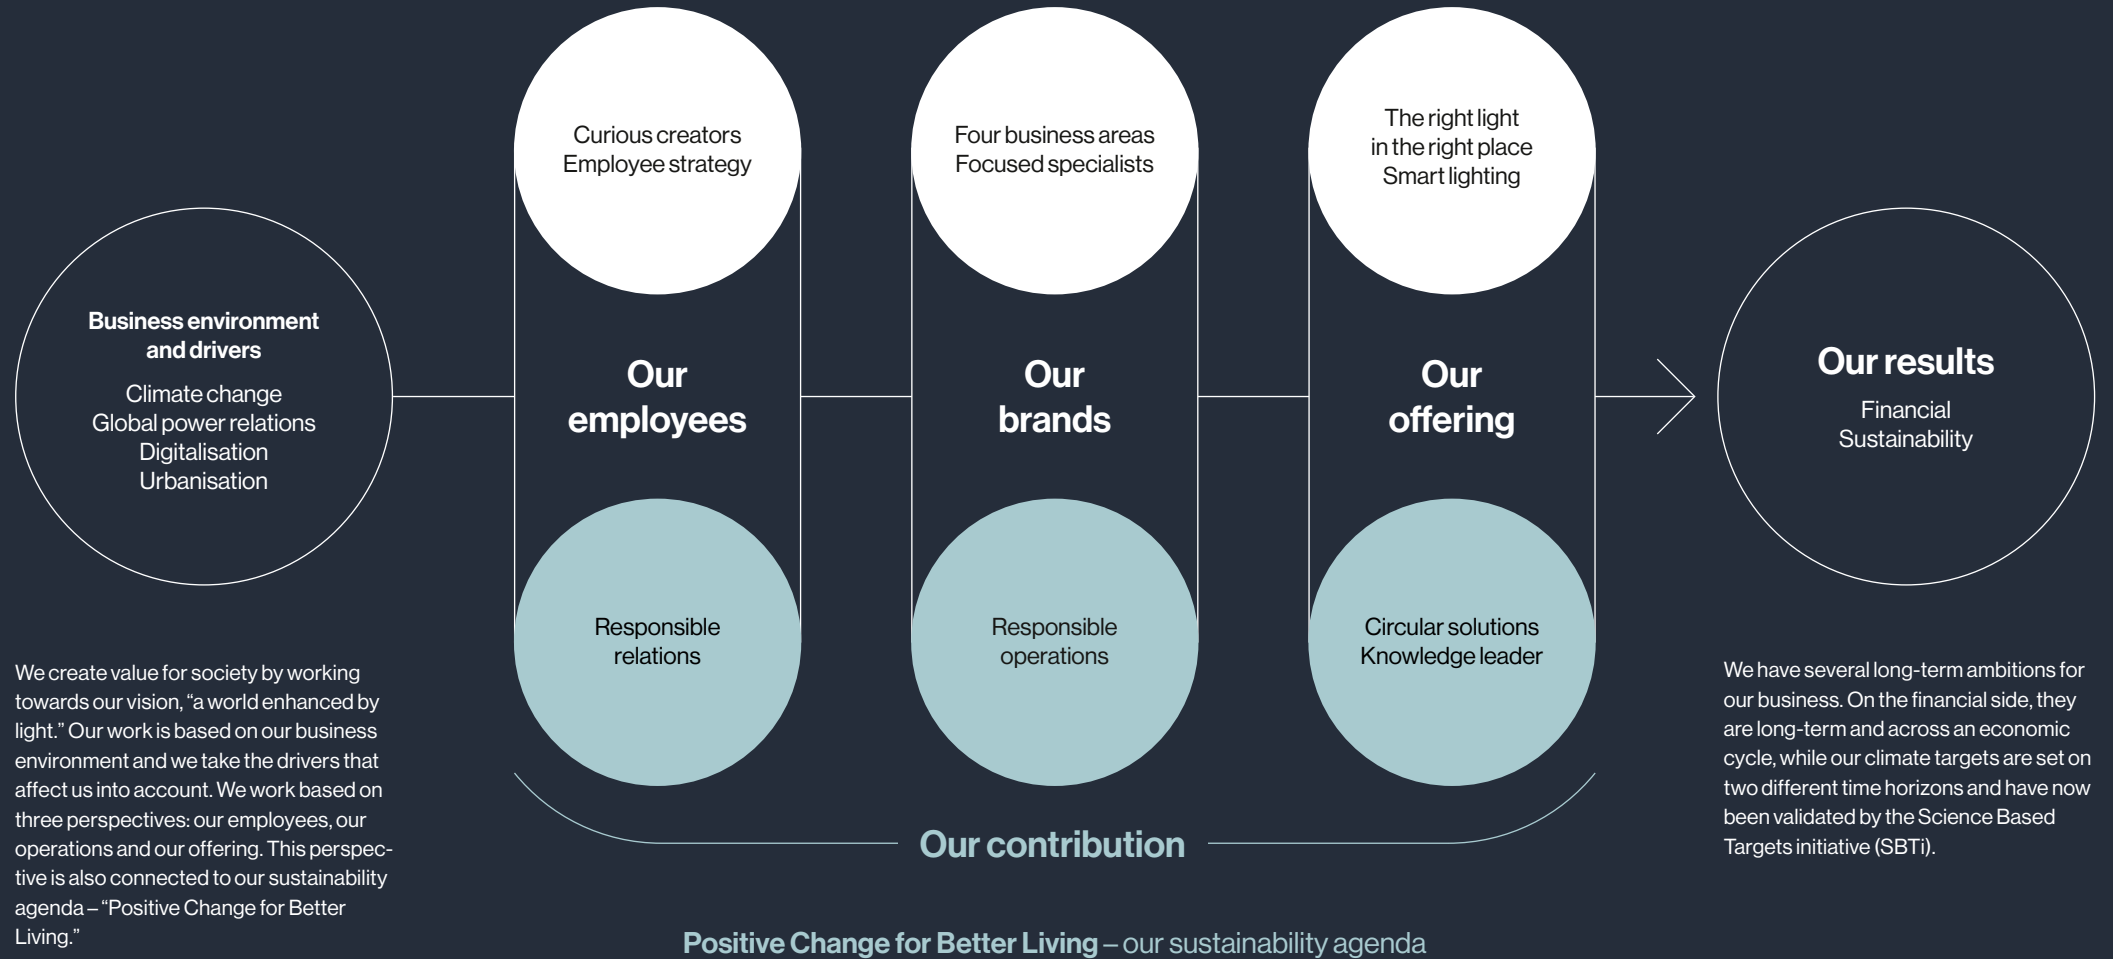 Business environment
and drivers
Climate change
Global power relations
Digitalisation
Urbanisation
We create value for society by working
towards our vision, “a world enhanced by
light.” Our work is based on our business
environment and we take the drivers that
affect us into account. We work based on
three perspectives: our employees, our
operations and our offering. This perspec-
tive is also connected to our sustainability
agenda – “Positive Change for Better
Living.”
Curious creators
Employee strategy
Our
employees
Responsible
relations
Four business areas
Focused specialists
Our
brands
Responsible
operations
The right light
in the right place
Smart lighting
Our
offering
Circular solutions
Knowledge leader
Our contribution
Positive Change for Better Living – our sustainability agenda
Our results
Financial
Sustainability
We have several long-term ambitions for
our business. On the financial side, they
are long-term and across an economic
cycle, while our climate targets are set on
two different time horizons and have now
been validated by the Science Based
Targets initiative (SBTi).